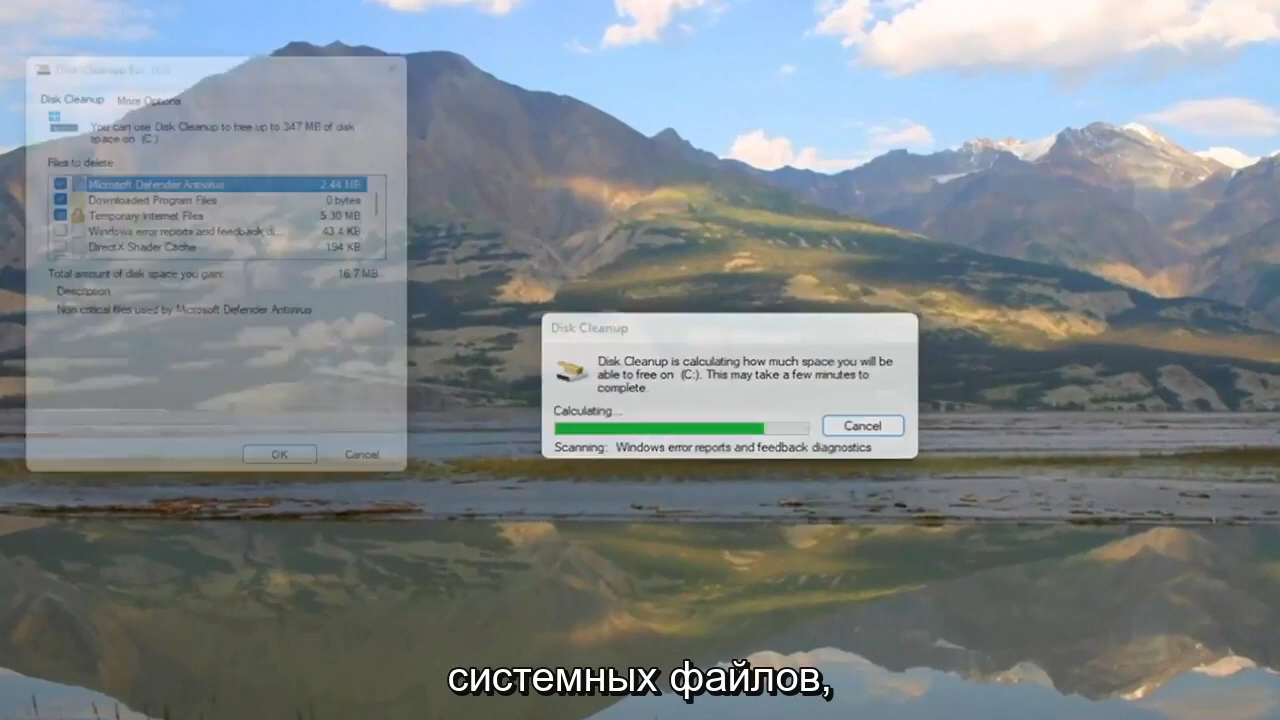 Disk Cleanup for (C:)
Disk Cleanup More Options
You can use Disk Cleanup to free up to 347 MB of disk
space on (C:)
Files to delete
Microsoft Defender Antivirus 2.44 MB
Downloaded Program Files 0 bytes
Temporary Internet Files 5.30 MB
Windows error reports and feedback di... 43.4 KB
DirectX Shader Cache 194 KB
Total amount of disk space you gain: 16.7 MB
Description
Non critical files used by Microsoft Defender Antivirus
OK Cancel
Disk Cleanup
Disk Cleanup is calculating how much space you will be
able to free on (C:). This may take a few minutes to
complete.
Calculating...
Cancel
Scanning: Windows error reports and feedback diagnostics
системных файлов,